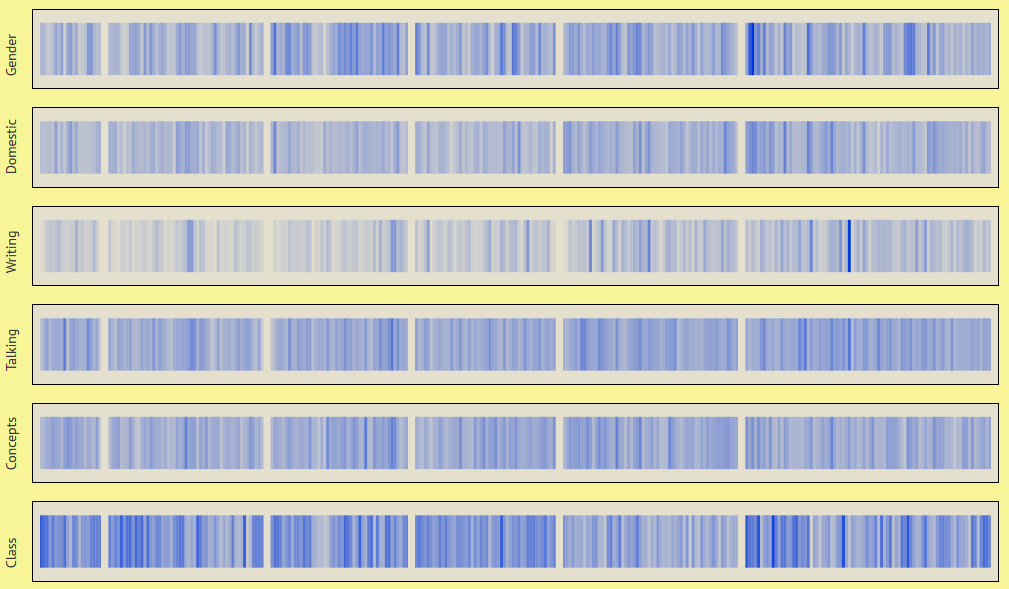 Gender
Domestic
Writing
Talking
Concepts
Class